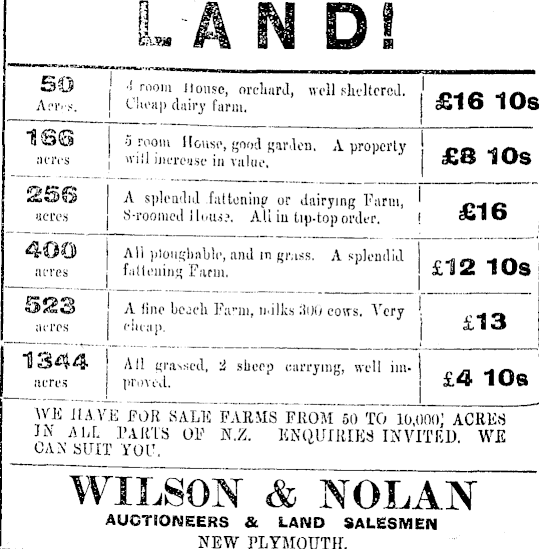 LAND!
50 Acres. 4 room House, orchard, well sheltered. Cheap dairy farm. £16 10s
166 acres 5 room House, good garden. A property will increase in value. £8 10s
256 acres A splendid fattening or dairying Farm, 8-roomed House. All in tip-top order. £16
400 acres All ploughable, and in grass. A splendid fattening Farm. £12 10s
523 acres A fine beach Farm, milks 300 cows. Very cheap. £13
1344 acres All grassed, 2 sheep carrying, well improved. £4 10s
WE HAVE FOR SALE FARMS FROM 50 TO 10,000, ACRES
IN ALL PARTS OF N.Z. ENQUIRIES INVITED. WE
CAN SUIT YOU.
WILSON & NOLAN
AUCTIONEERS & LAND SALESMEN
NEW PLYMOUTH.